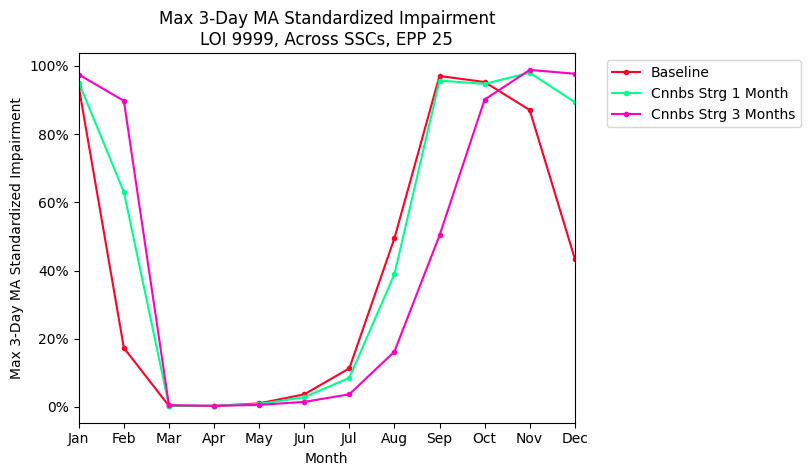 Max 3-Day MA Standardized Impairment
LOI 9999, Across SSCs, EPP 25
Baseline
Cnnbs Strg 1 Month
Cnnbs Strg 3 Months
Max 3-Day MA Standardized Impairment
100%
80%
60%
40%
20%
0%
Jan Feb Mar Apr May Jun Jul Aug Sep Oct Nov Dec
Month